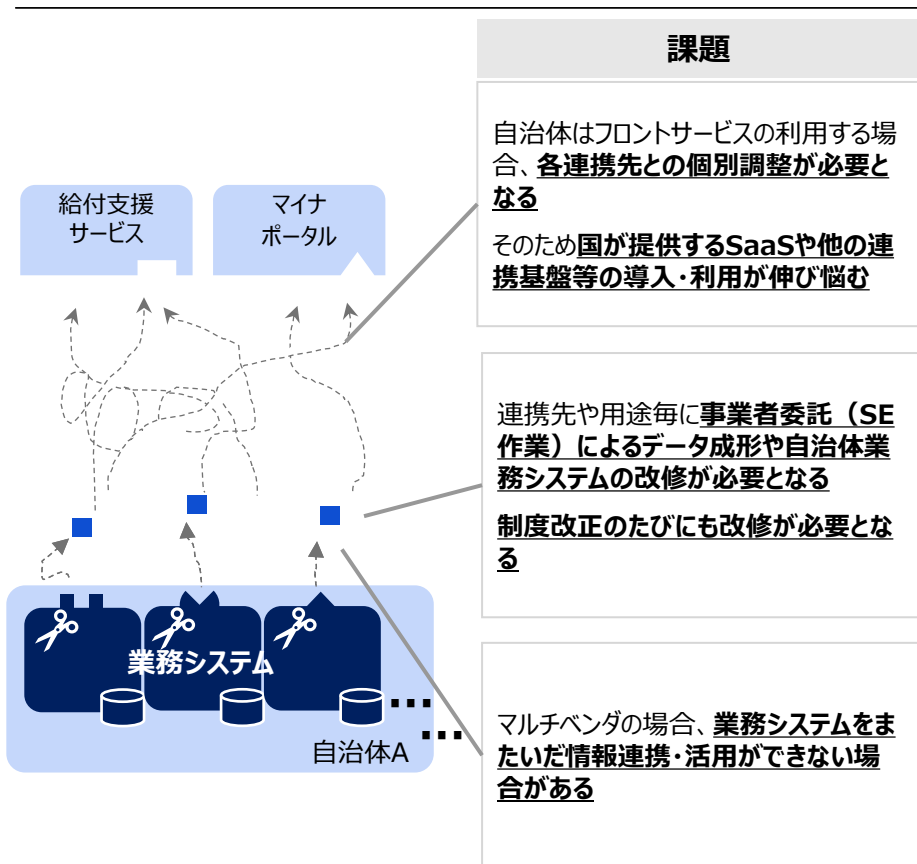 課題
自治体はフロントサービスの利用する場
合、各連携先との個別調整が必要と
なる
そのため国が提供するSaaSや他の連
携基盤等の導入・利用が伸び悩む
給付支援
サービス
マイナ
ポータル
連携先や用途毎に事業者委託（SE
作業）によるデータ成形や自治体業
務システムの改修が必要となる
制度改正のたびにも改修が必要とな
る
業務システム
…
自治体A
…
マルチベンダの場合、業務システムをま
たいだ情報連携・活用ができない場
合がある